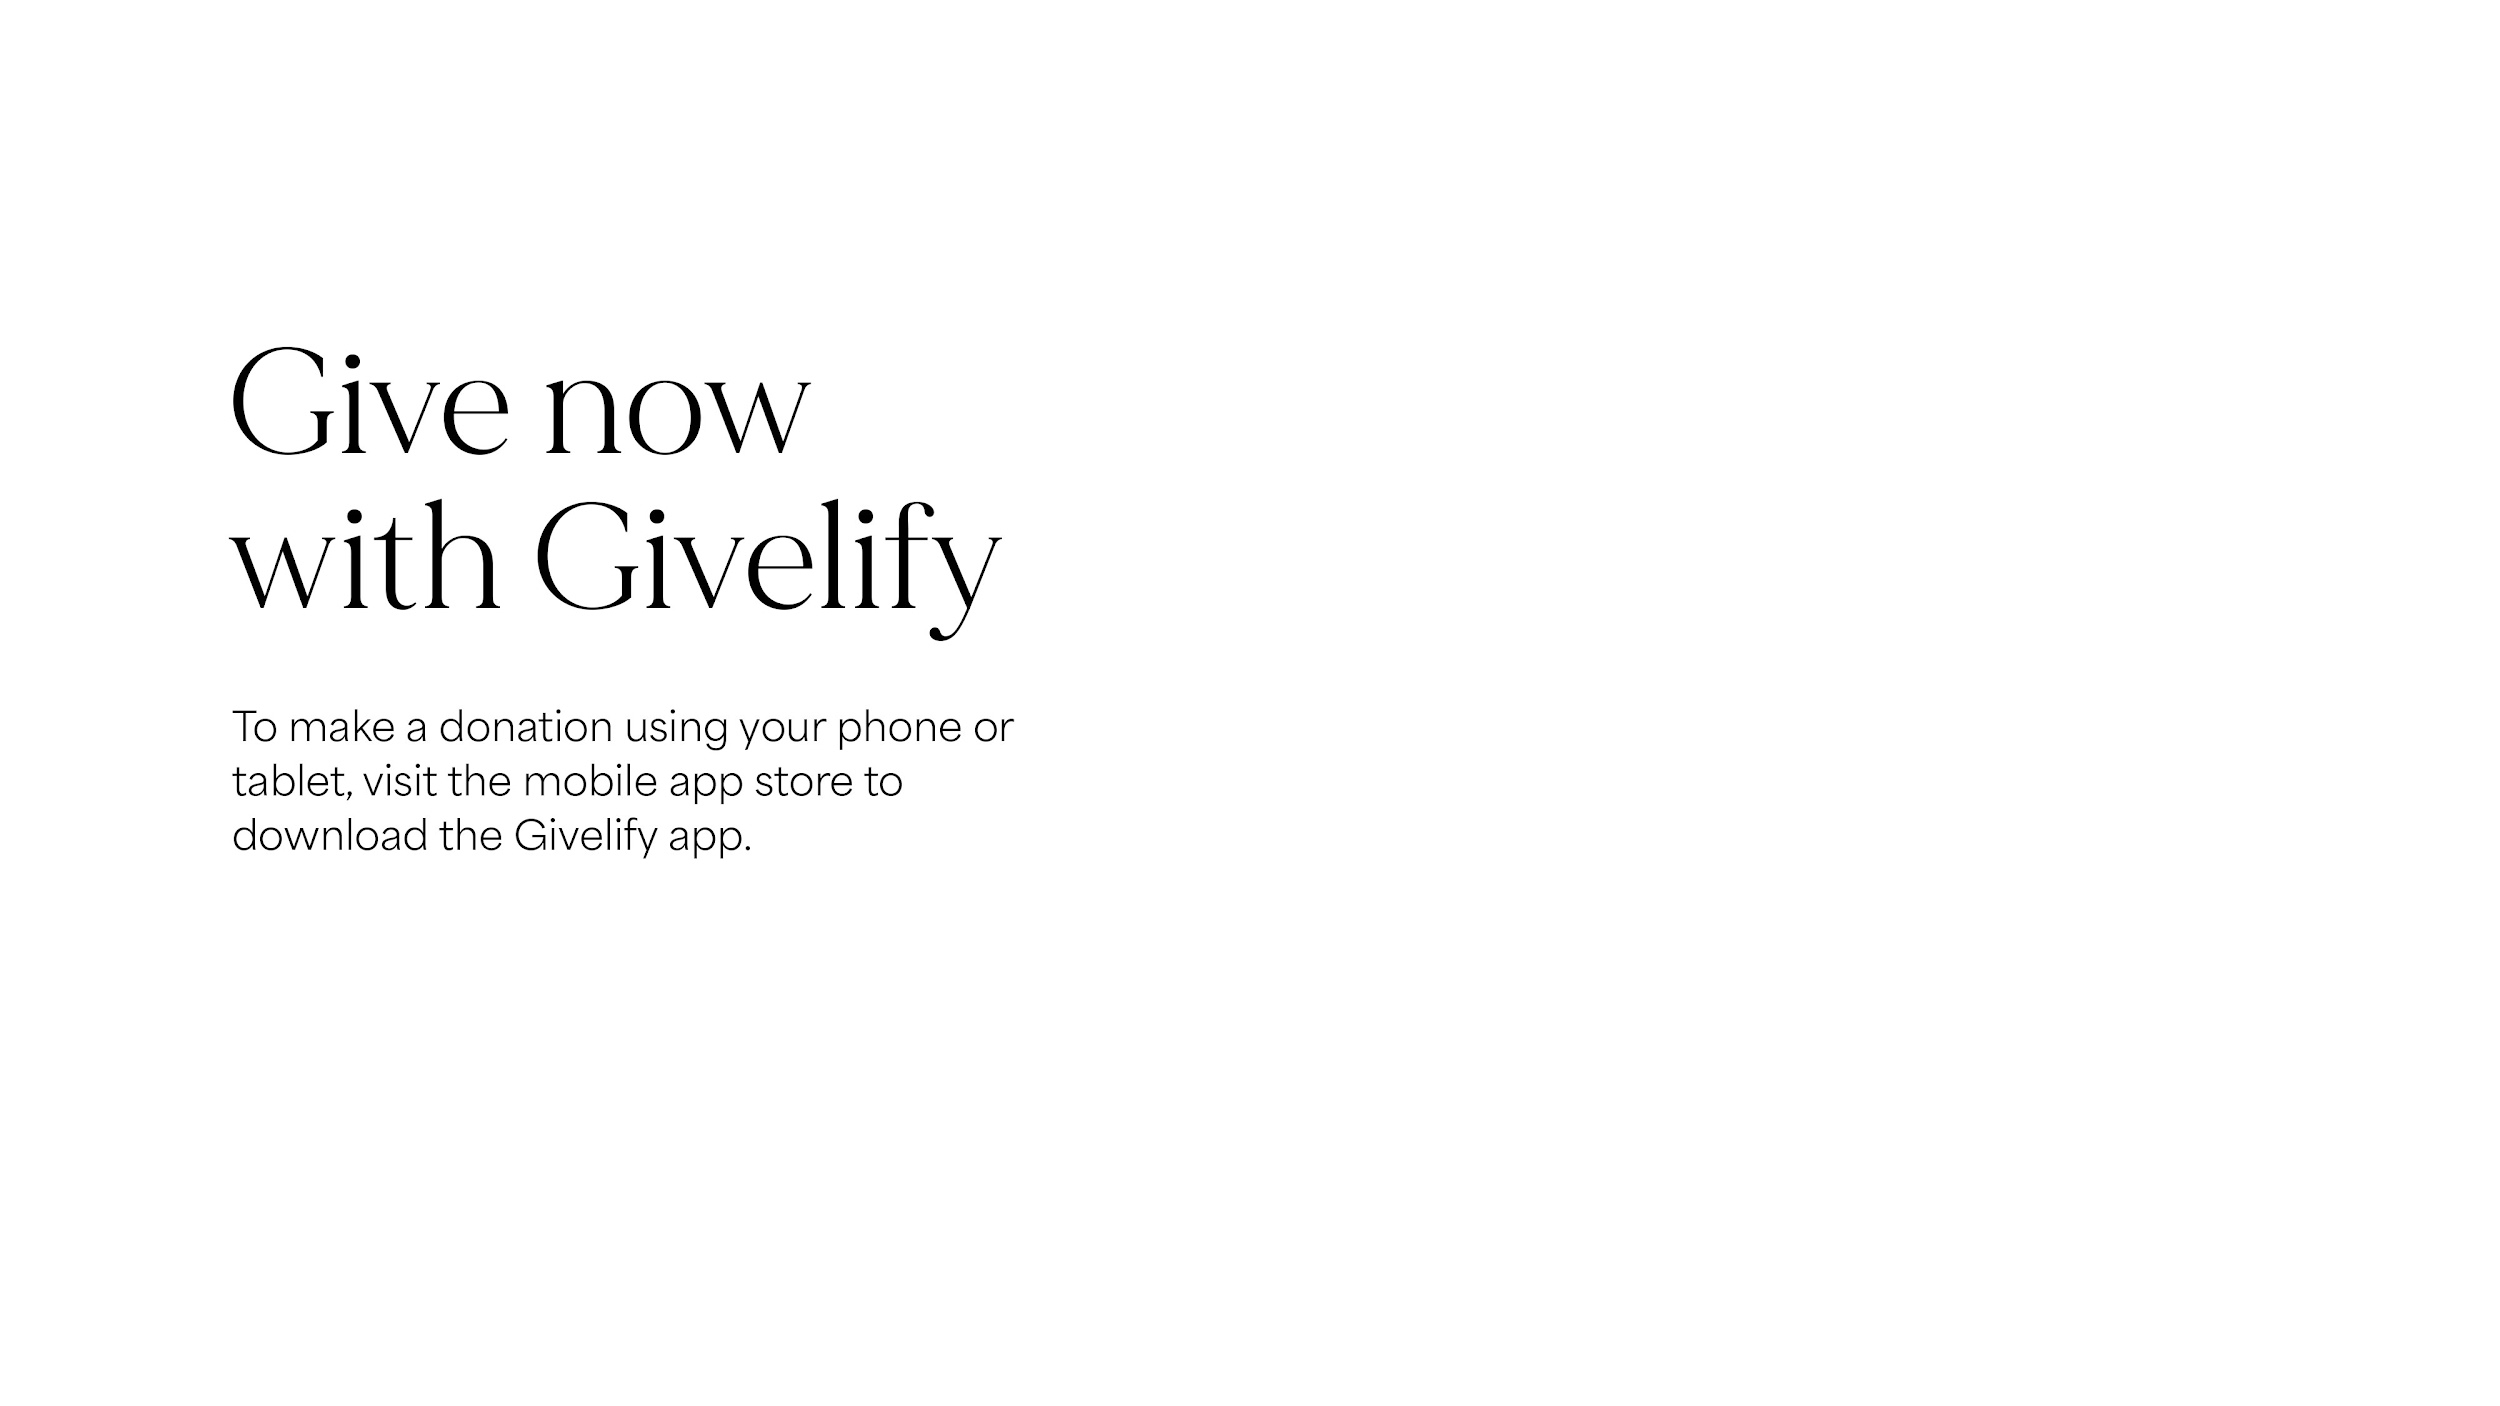 Give now
with Givelify
To make a donation using your phone or
tablet, visit the mobile app store to
download the Givelify app.